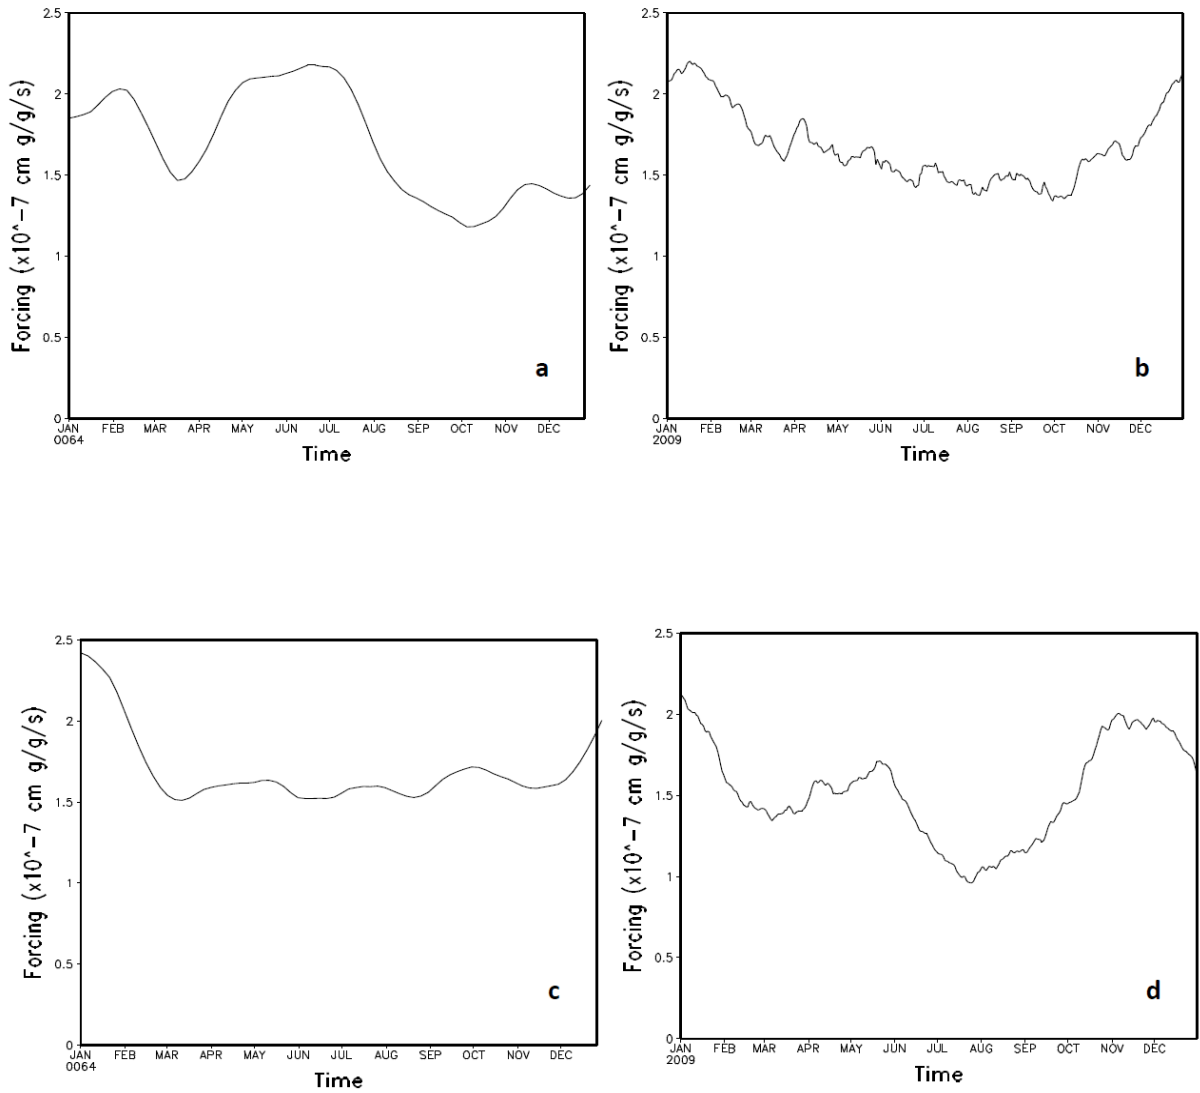 2.5
2
1.5
1
0.5
0
Forcing (x10^-7 cm g/g/s)
JAN FEB MAR APR MAY JUN JUL AUG SEP OCT NOV DEC
0064
Time
a
2.5
2
1.5
1
0.5
0
Forcing (x10^-7 cm g/g/s)
JAN FEB MAR APR MAY JUN JUL AUG SEP OCT NOV DEC
2009
Time
b
2.5
2
1.5
1
0.5
0
Forcing (x10^-7 cm g/g/s)
JAN FEB MAR APR MAY JUN JUL AUG SEP OCT NOV DEC
0064
Time
c
2.5
2
1.5
1
0.5
0
Forcing (x10^-7 cm g/g/s)
JAN FEB MAR APR MAY JUN JUL AUG SEP OCT NOV DEC
2009
Time
d